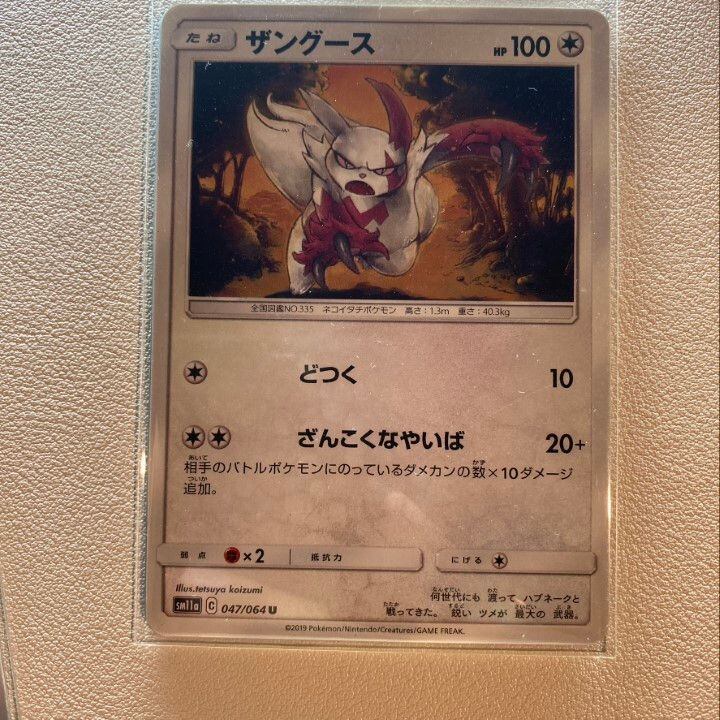 たね ザングース HP 100
全国図鑑NO.335 ネコイタチポケモン 高さ:1.3m 重さ:40.3kg
どつく 10
ざんこくなやいば 20+
相手のバトルポケモンにのっているダメカンの数×10ダメージ
追加。
弱点 ×2 抵抗力 にげる
Illus.tetsuya koizumi
何世代にも 渡って ハブネークと
戦ってきた。 鋭い ツメが 最大の 武器。
sm11a C 047/064 U
©2019 Pokémon/Nintendo/Creatures/GAME FREAK.